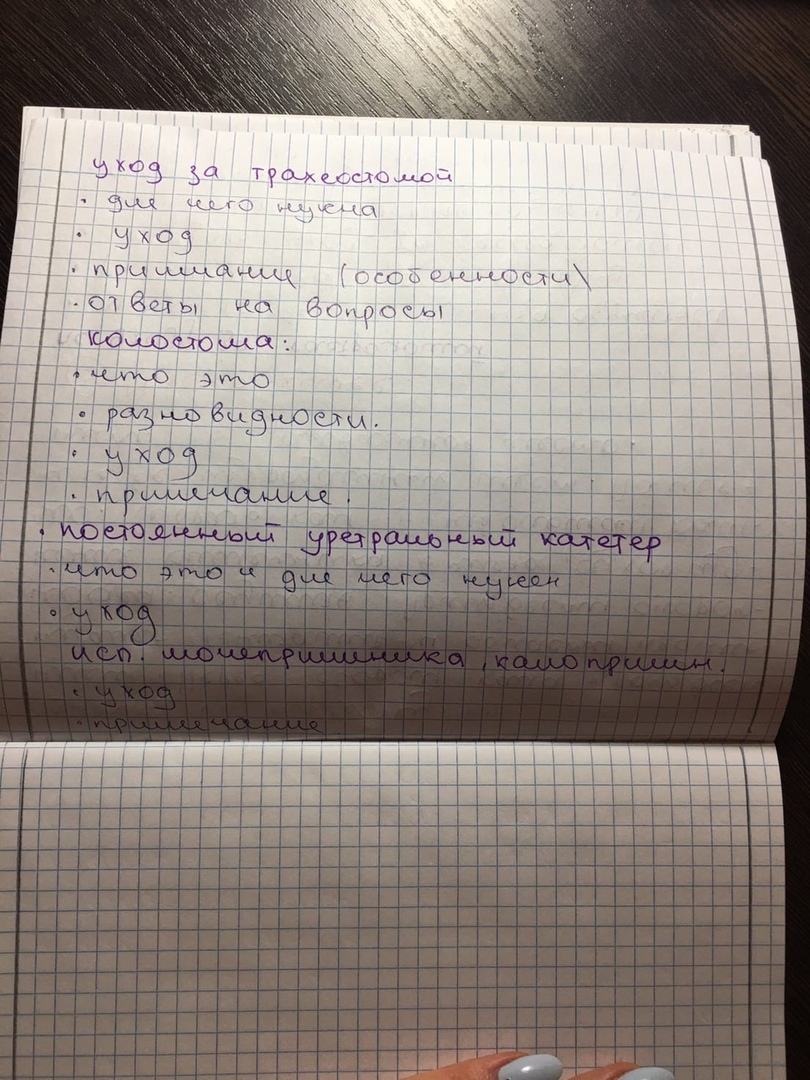 уход за трахеостомой
· для чего нужна
· уход
· примичание (особенности)
· ответы на вопросы
колостома:
· что это
· разновидности.
· уход
· примечание.
· постоянный уретральный катетер
· что это и для чего нужен
· уход
исп. мочеприемника, калоприемн.
· уход
· примечание